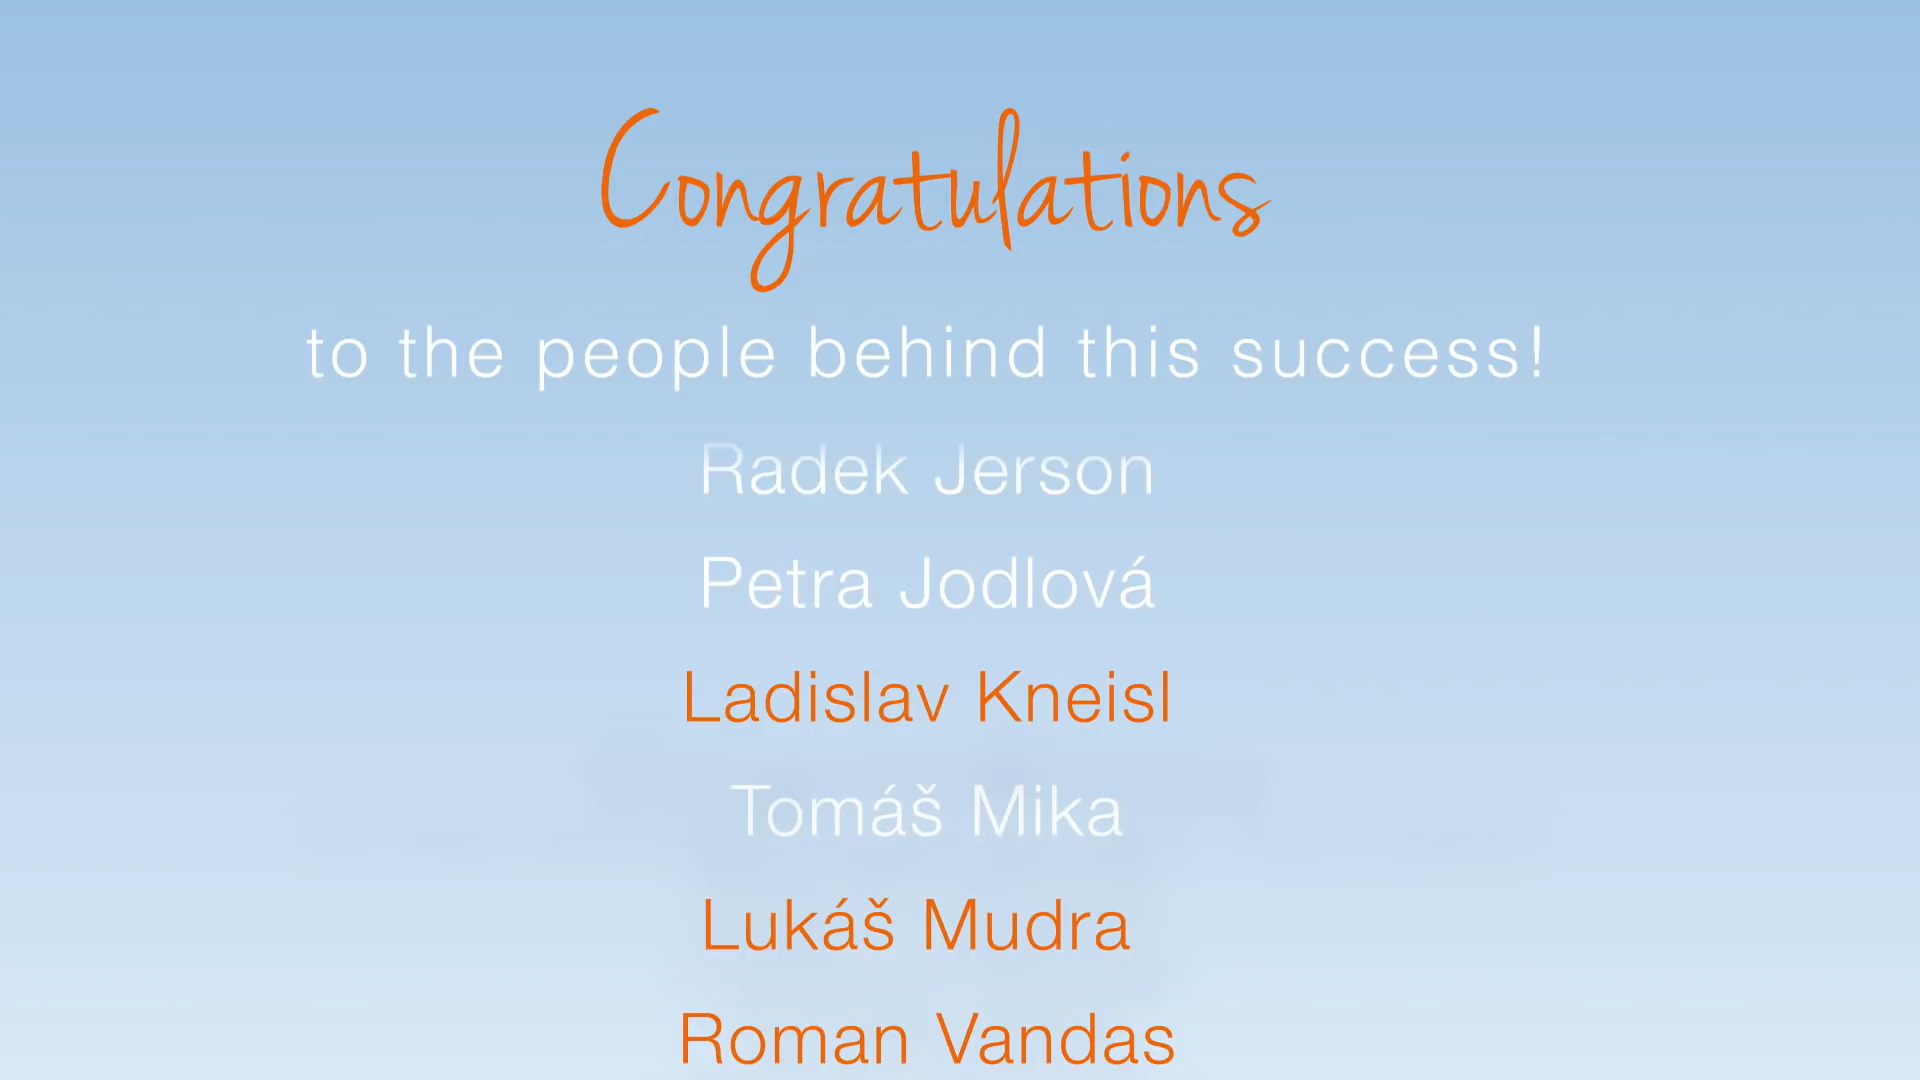 Congratulations
to the people behind this success!
Radek Jerson
Petra Jodlová
Ladislav Kneisl
Tomáš Mika
Lukáš Mudra
Roman Vandas